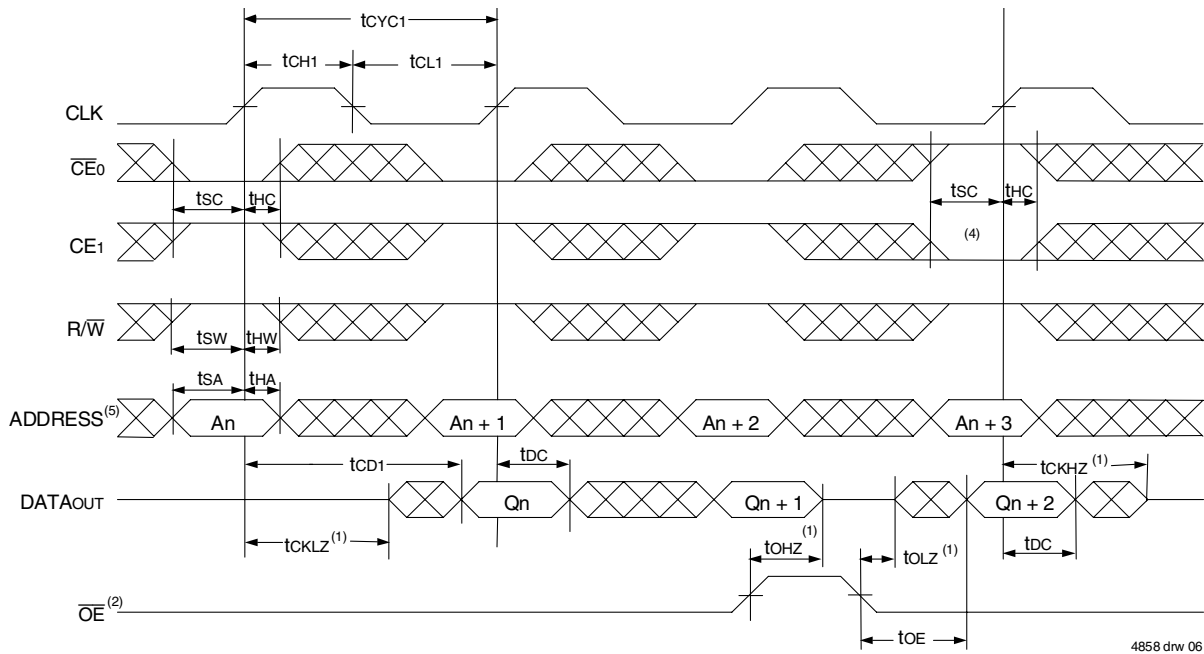 tCYC1
tCH1 tCL1
CLK
CE0
tSC tHC tSC tHC
CE1 (4)
R/W
tSW tHW
tSA tHA
ADDRESS(5) An An + 1 An + 2 An + 3
tCD1 tDC tCKHZ (1)
DATAOUT Qn Qn + 1 Qn + 2
tCKLZ (1) tOHZ (1) tOLZ (1) tDC
OE (2)
tOE
4858 drw 06